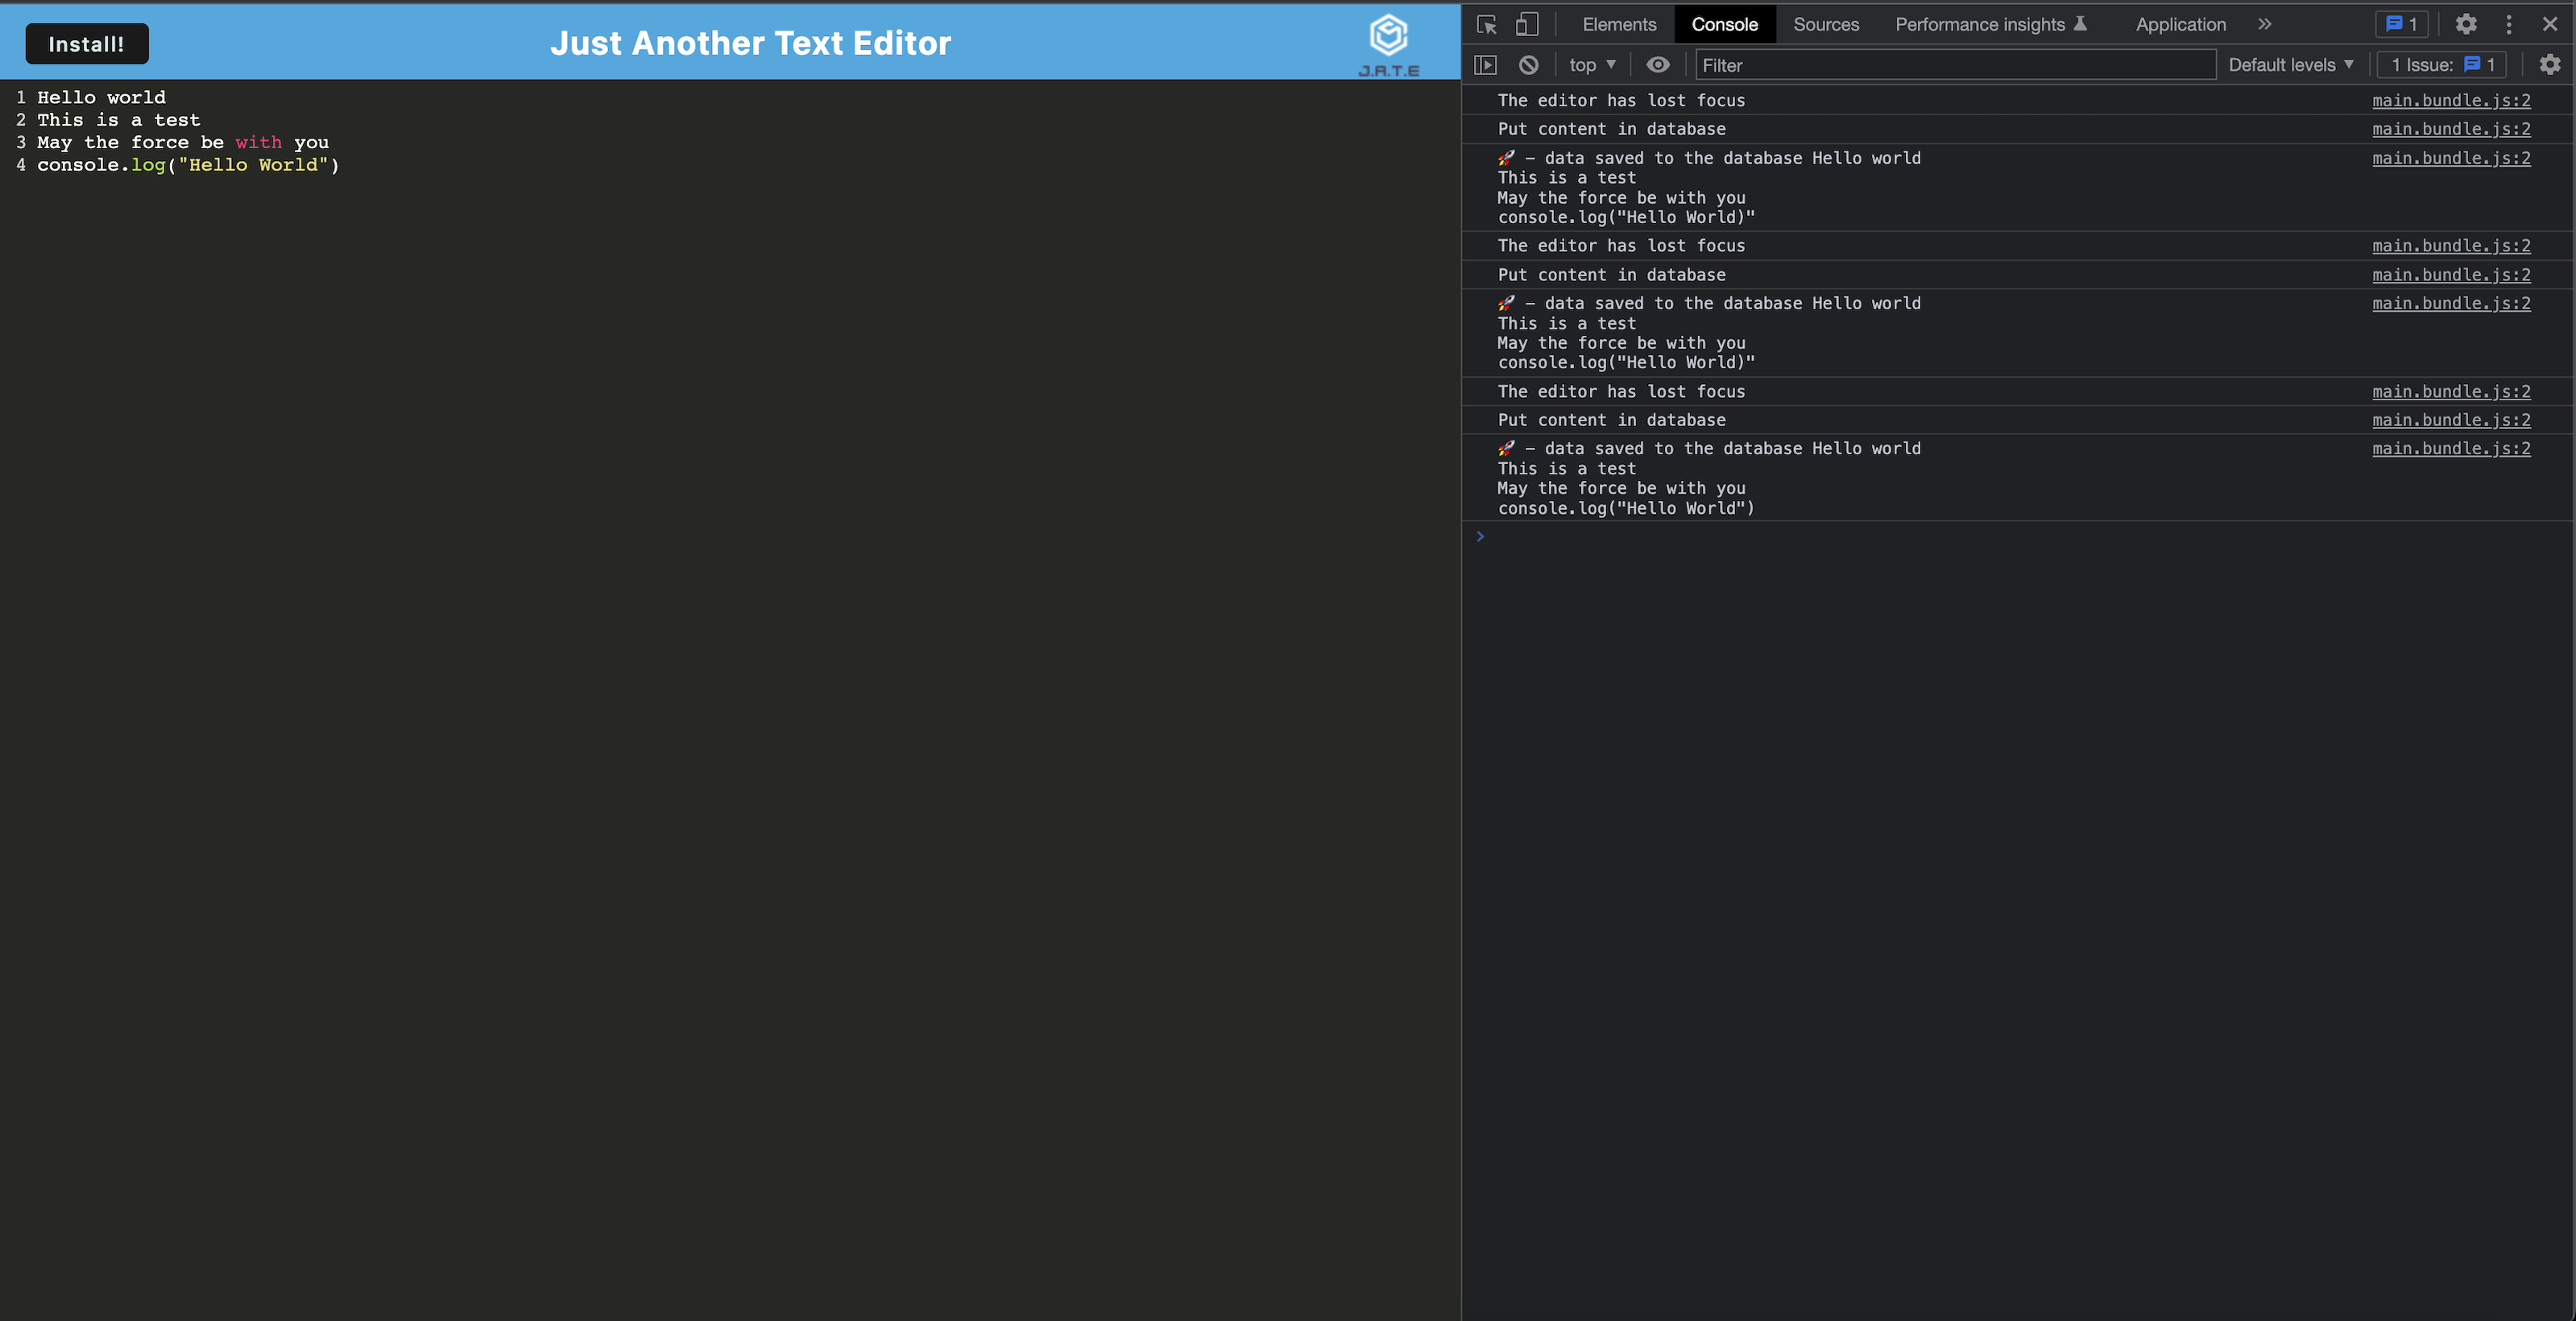 Install!
Just Another Text Editor
J.A.T.E
1 Hello world
2 This is a test
3 May the force be with you
4 console.log("Hello World")
Elements Console Sources Performance insights Application » 1
top ▼ Filter Default levels ▼ 1 Issue: 1
The editor has lost focus main.bundle.js:2
Put content in database main.bundle.js:2
🚀 – data saved to the database Hello world main.bundle.js:2
This is a test
May the force be with you
console.log("Hello World)"
The editor has lost focus main.bundle.js:2
Put content in database main.bundle.js:2
🚀 – data saved to the database Hello world main.bundle.js:2
This is a test
May the force be with you
console.log("Hello World)"
The editor has lost focus main.bundle.js:2
Put content in database main.bundle.js:2
🚀 – data saved to the database Hello world main.bundle.js:2
This is a test
May the force be with you
console.log("Hello World")
>